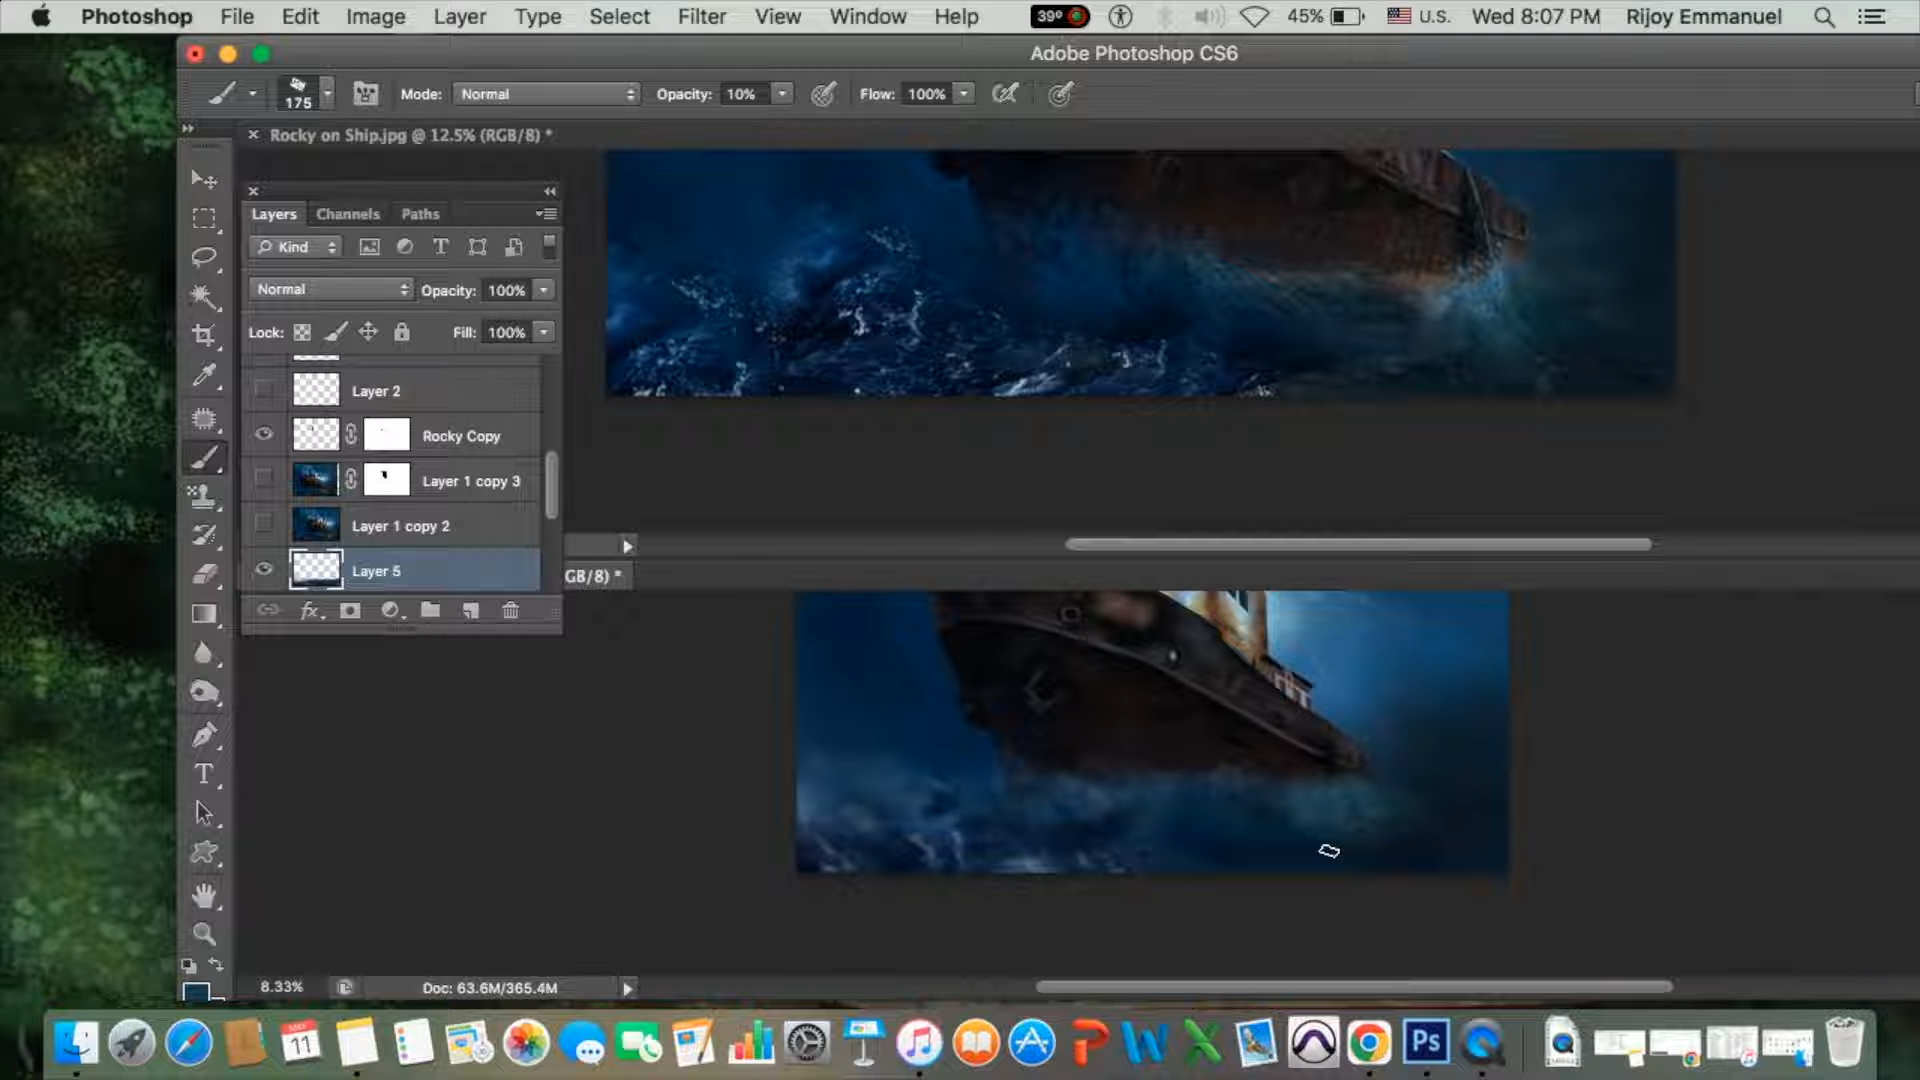 Photoshop File Edit Image Layer Type Select Filter View Window Help 39° 45% U.S. Wed 8:07 PM Rijoy Emmanuel
Adobe Photoshop CS6
175 Mode: Normal Opacity: 10% Flow: 100%
Rocky on Ship.jpg @ 12.5% (RGB/8) *
Layers Channels Paths
Kind
Normal Opacity: 100%
Lock: Fill: 100%
Layer 2
Rocky Copy
Layer 1 copy 3
Layer 1 copy 2
Layer 5
GB/8) *
fx
8.33% Doc: 63.6M/365.4M
11
Ps